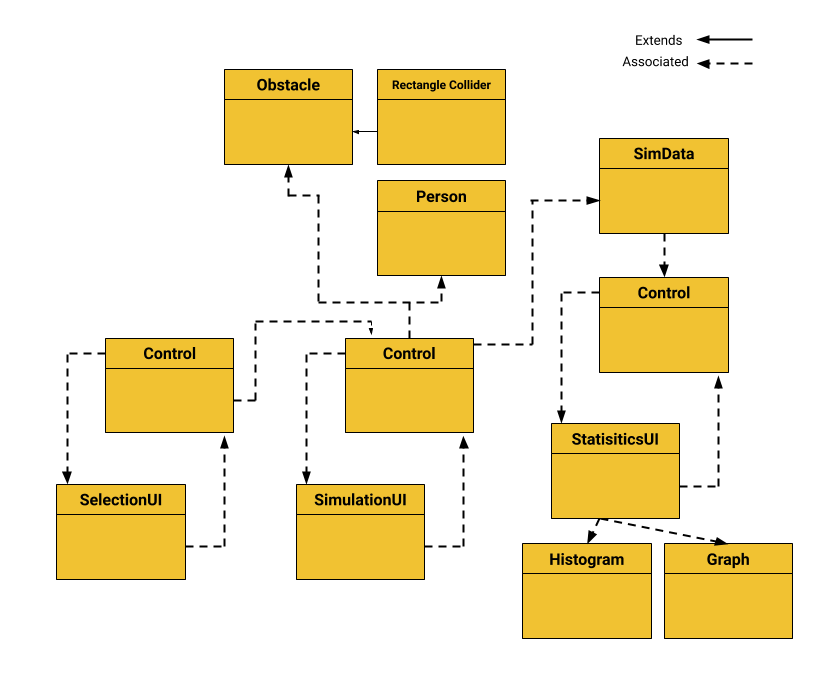 Extends
Associated
Obstacle
Rectangle Collider
SimData
Person
Control
Control
Control
StatisiticsUI
SelectionUI
SimulationUI
Histogram
Graph